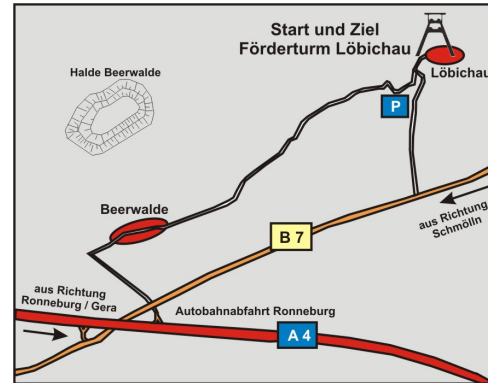 Start und Ziel
Förderturm Löbichau
Halde Beerwalde
Löbichau
P
Beerwalde
aus Richtung
Schmölln
B 7
aus Richtung
Ronneburg / Gera
Autobahnabfahrt Ronneburg
A 4